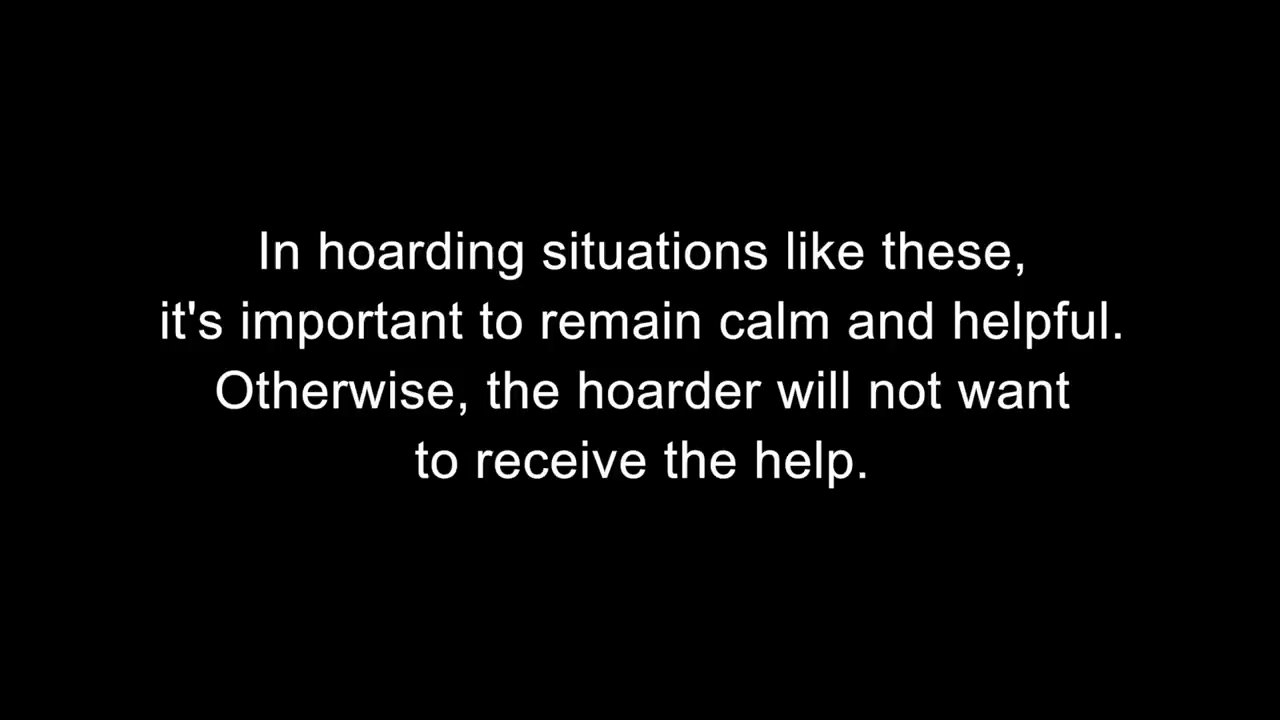 In hoarding situations like these,
it's important to remain calm and helpful.
Otherwise, the hoarder will not want
to receive the help.